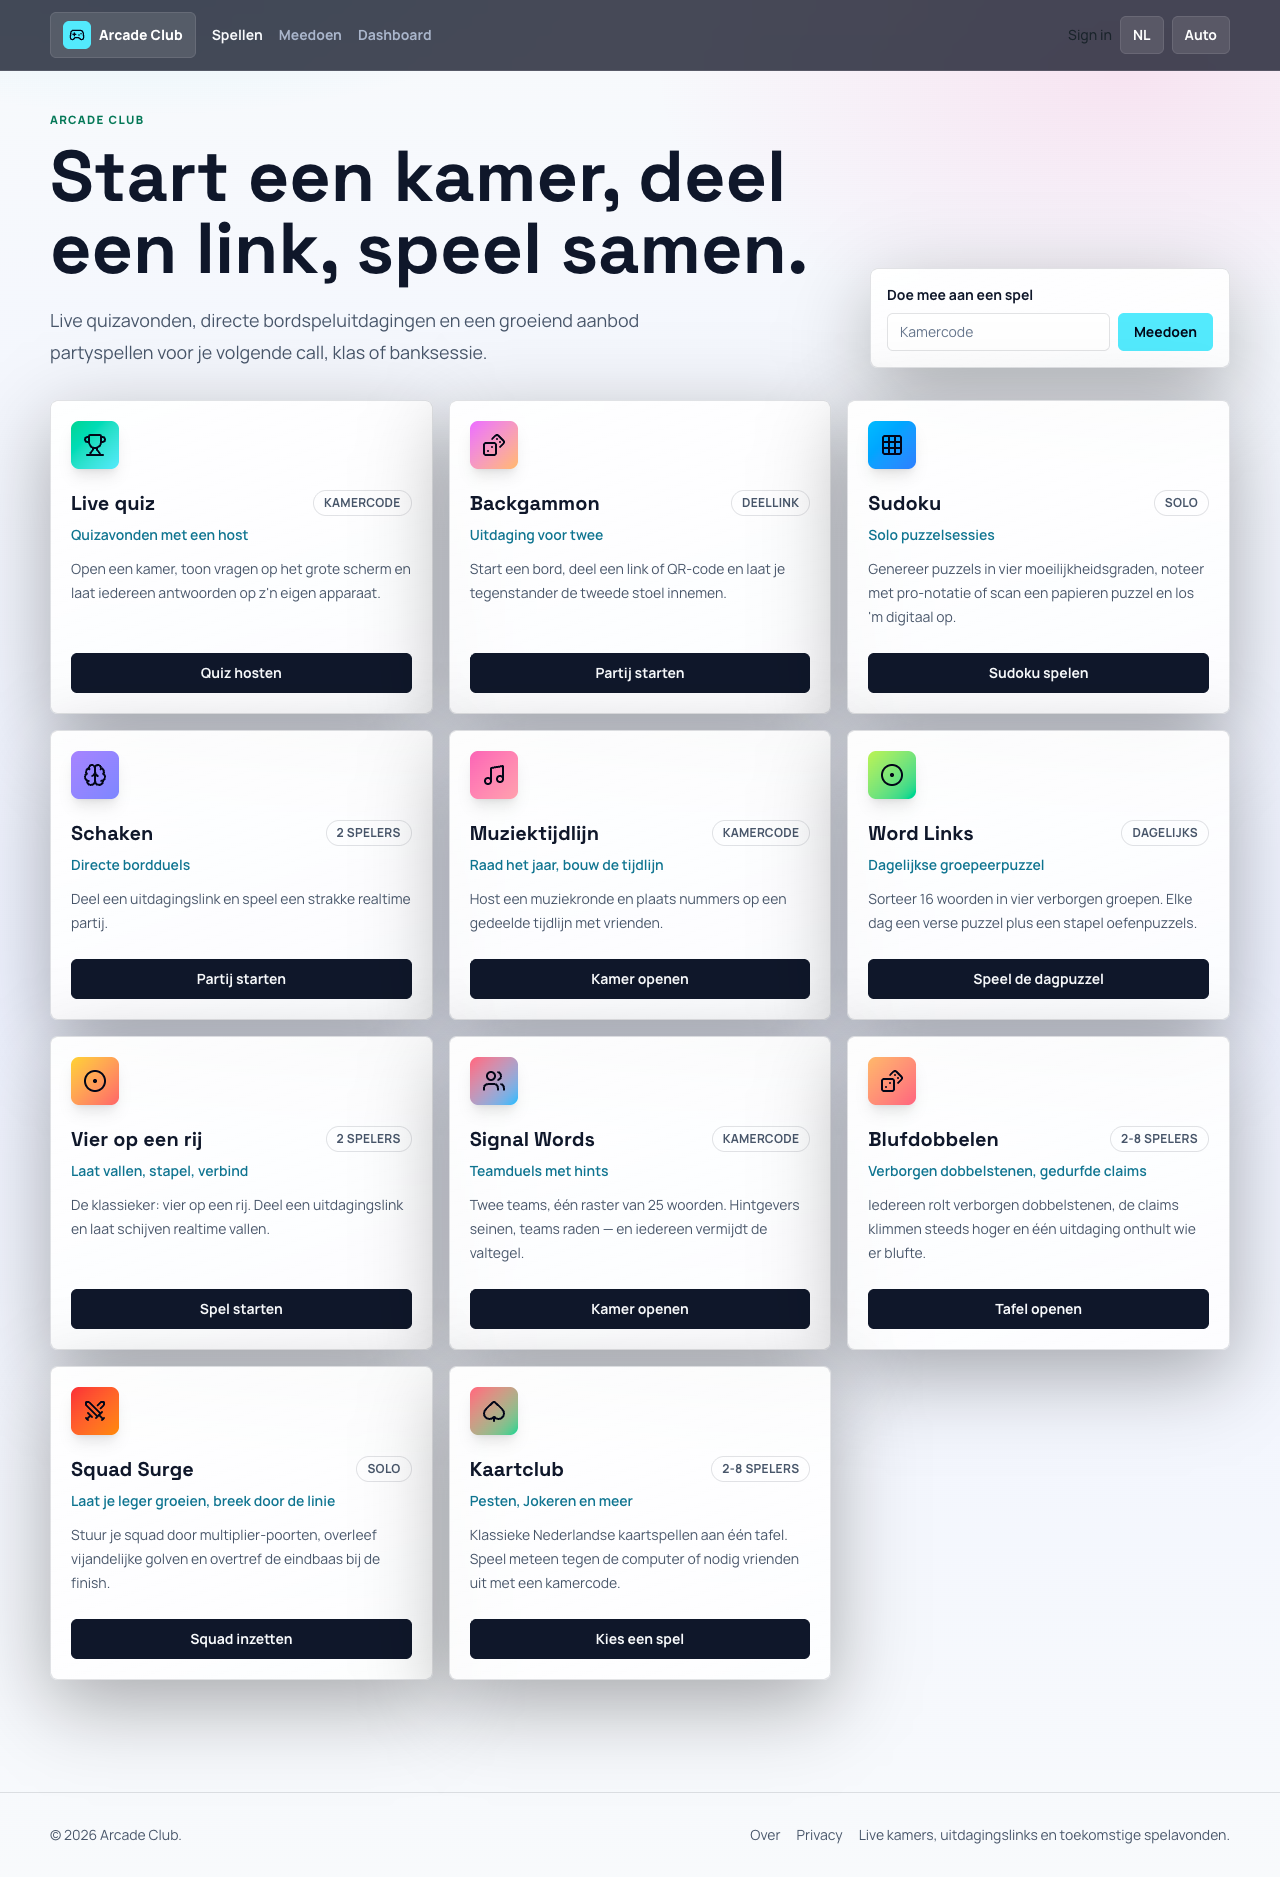 Arcade Club
Spellen
Meedoen
Dashboard
Sign in
NL
Auto
ARCADE CLUB
Start een kamer, deel
een link, speel samen.
Live quizavonden, directe bordspeluitdagingen en een groeiend aanbod
partyspellen voor je volgende call, klas of banksessie.
Doe mee aan een spel
Kamercode
Meedoen
Live quiz
KAMERCODE
Quizavonden met een host
Open een kamer, toon vragen op het grote scherm en
laat iedereen antwoorden op z'n eigen apparaat.
Quiz hosten
Backgammon
DEELLINK
Uitdaging voor twee
Start een bord, deel een link of QR-code en laat je
tegenstander de tweede stoel innemen.
Partij starten
Sudoku
SOLO
Solo puzzelsessies
Genereer puzzels in vier moeilijkheidsgraden, noteer
met pro-notatie of scan een papieren puzzel en los
'm digitaal op.
Sudoku spelen
Schaken
2 SPELERS
Directe bordduels
Deel een uitdagingslink en speel een strakke realtime
partij.
Partij starten
Muziektijdlijn
KAMERCODE
Raad het jaar, bouw de tijdlijn
Host een muziekronde en plaats nummers op een
gedeelde tijdlijn met vrienden.
Kamer openen
Word Links
DAGELIJKS
Dagelijkse groepeerpuzzel
Sorteer 16 woorden in vier verborgen groepen. Elke
dag een verse puzzel plus een stapel oefenpuzzels.
Speel de dagpuzzel
Vier op een rij
2 SPELERS
Laat vallen, stapel, verbind
De klassieker: vier op een rij. Deel een uitdagingslink
en laat schijven realtime vallen.
Spel starten
Signal Words
KAMERCODE
Teamduels met hints
Twee teams, één raster van 25 woorden. Hintgevers
seinen, teams raden — en iedereen vermijdt de
valtegel.
Kamer openen
Blufdobbelen
2-8 SPELERS
Verborgen dobbelstenen, gedurfde claims
Iedereen rolt verborgen dobbelstenen, de claims
klimmen steeds hoger en één uitdaging onthult wie
er blufte.
Tafel openen
Squad Surge
SOLO
Laat je leger groeien, breek door de linie
Stuur je squad door multiplier-poorten, overleef
vijandelijke golven en overtref de eindbaas bij de
finish.
Squad inzetten
Kaartclub
2-8 SPELERS
Pesten, Jokeren en meer
Klassieke Nederlandse kaartspellen aan één tafel.
Speel meteen tegen de computer of nodig vrienden
uit met een kamercode.
Kies een spel
© 2026 Arcade Club.
Over
Privacy
Live kamers, uitdagingslinks en toekomstige spelavonden.